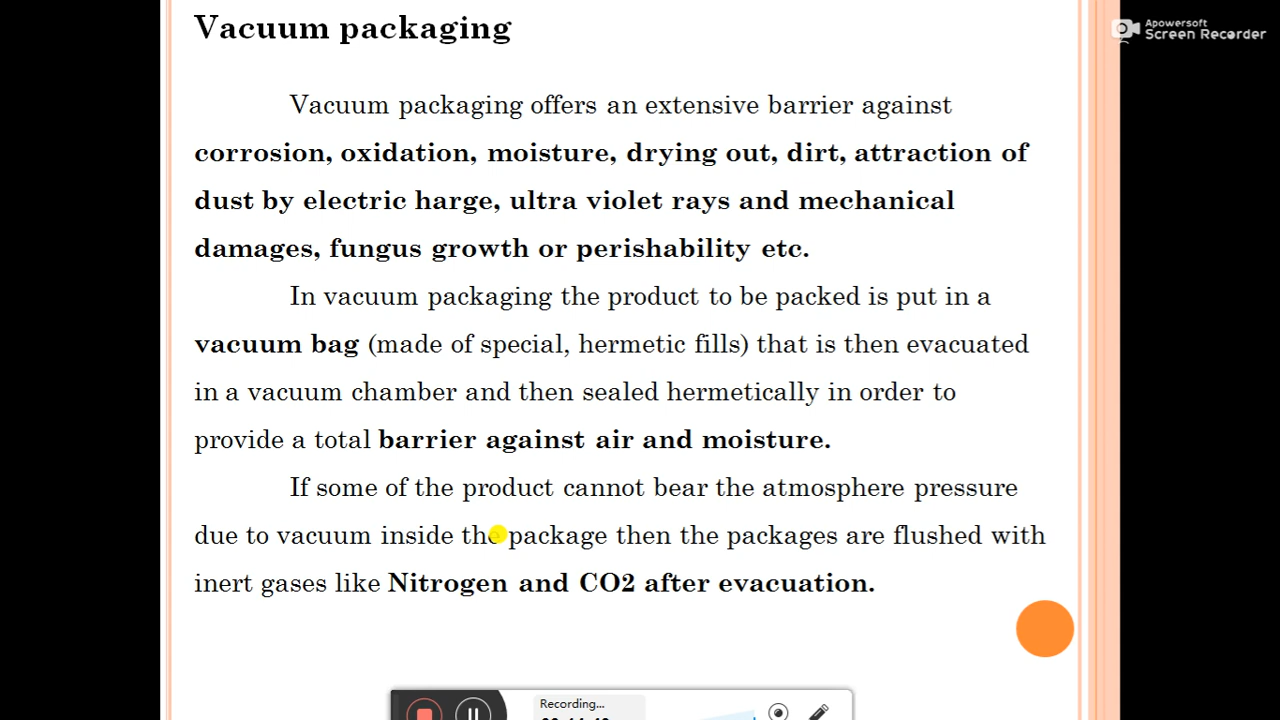 Vacuum packaging
Apowersoft
Screen Recorder
Vacuum packaging offers an extensive barrier against
corrosion, oxidation, moisture, drying out, dirt, attraction of
dust by electric harge, ultra violet rays and mechanical
damages, fungus growth or perishability etc.
In vacuum packaging the product to be packed is put in a
vacuum bag (made of special, hermetic fills) that is then evacuated
in a vacuum chamber and then sealed hermetically in order to
provide a total barrier against air and moisture.
If some of the product cannot bear the atmosphere pressure
due to vacuum inside the package then the packages are flushed with
inert gases like Nitrogen and CO2 after evacuation.
Recording...